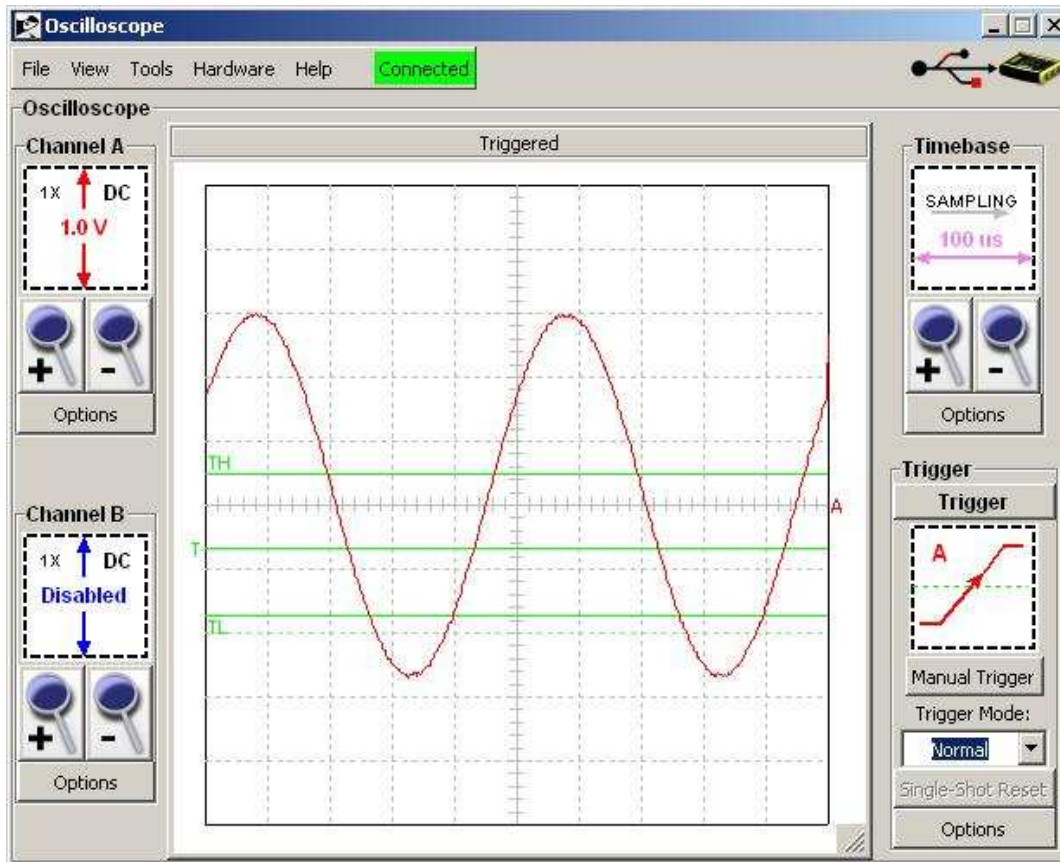 Oscilloscope
File View Tools Hardware Help Connected
Oscilloscope
Channel A
1X DC
1.0 V
+ -
Options
Channel B
1X DC
Disabled
+ -
Options
Triggered
TH
A
T
TL
Timebase
SAMPLING
100 us
+ -
Options
Trigger
Trigger
A
Manual Trigger
Trigger Mode:
Normal
Single-Shot Reset
Options